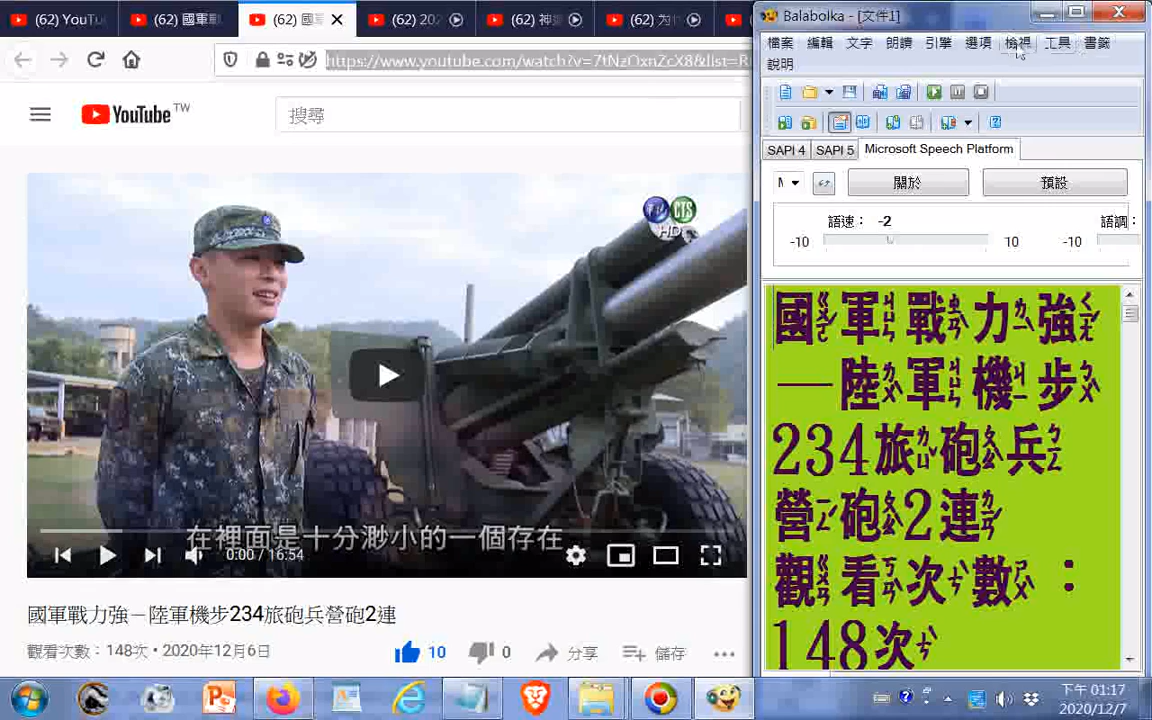 (62) YouTu
(62) 國軍戰
(62) 國
(62) 202
(62) 神
(62) 为什
https://www.youtube.com/watch?v=7tNzOxnZcX8&list=R
YouTube TW
搜尋
CTS
HD
在裡面是十分渺小的一個存在
0:00 / 16:54
國軍戰力強－陸軍機步234旅砲兵營砲2連
觀看次數：148次 • 2020年12月6日
10
0
分享
儲存
Balabolka - [文件1]
檔案 編輯 文字 朗讀 引擎 選項 檢視 工具 書籤
說明
SAPI 4 SAPI 5 Microsoft Speech Platform
關於 預設
語速： -2 語調：
-10 10 -10
國軍戰力強
－陸軍機步
234旅砲兵
營砲2連
觀看次數：
148次
下午 01:17
2020/12/7